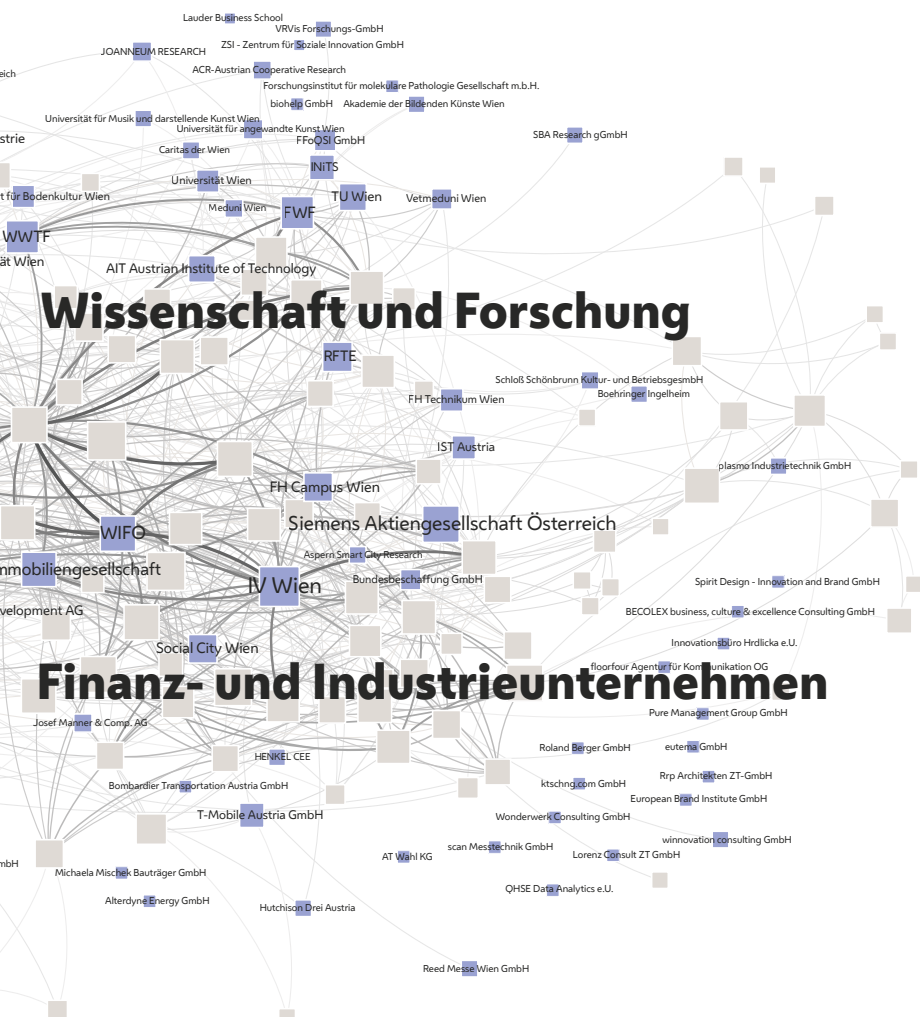 Lauder Business School
VRVis Forschungs-GmbH
ZSI - Zentrum für Soziale Innovation GmbH
JOANNEUM RESEARCH
ACR-Austrian Cooperative Research
eich
Forschungsinstitut für molekulare Pathologie Gesellschaft m.b.H.
biohelp GmbH
Akademie der Bildenden Künste Wien
Universität für Musik und darstellende Kunst Wien
Universität für angewandte Kunst Wien
SBA Research gGmbH
strie
FFoQSI GmbH
Caritas der Wien
INiTS
Universität Wien
t für Bodenkultur Wien
TU Wien
Vetmeduni Wien
Meduni Wien
FWF
WWTF
ät Wien
AIT Austrian Institute of Technology
Wissenschaft und Forschung
RFTE
Schloß Schönbrunn Kultur- und BetriebsgesmbH
Boehringer Ingelheim
FH Technikum Wien
IST Austria
plasmo Industrietechnik GmbH
FH Campus Wien
Siemens Aktiengesellschaft Österreich
WIFO
Aspern Smart City Research
mmobiliengesellschaft
Bundesbeschaffung GmbH
IV Wien
Spirit Design - Innovation and Brand GmbH
velopment AG
BECOLEX business, culture & excellence Consulting GmbH
Social City Wien
Innovationsbüro Hrdlicka e.U.
floorfour Agentur für Kommunikation OG
Finanz- und Industrieunternehmen
Pure Management Group GmbH
Josef Manner & Comp. AG
Roland Berger GmbH
eutema GmbH
HENKEL CEE
Rrp Architekten ZT-GmbH
Bombardier Transportation Austria GmbH
ktschng.com GmbH
European Brand Institute GmbH
T-Mobile Austria GmbH
Wonderwerk Consulting GmbH
winnovation consulting GmbH
scan Messtechnik GmbH
AT Wahl KG
Lorenz Consult ZT GmbH
mbH
Michaela Mischek Bauträger GmbH
QHSE Data Analytics e.U.
Alterdyne Energy GmbH
Hutchison Drei Austria
Reed Messe Wien GmbH